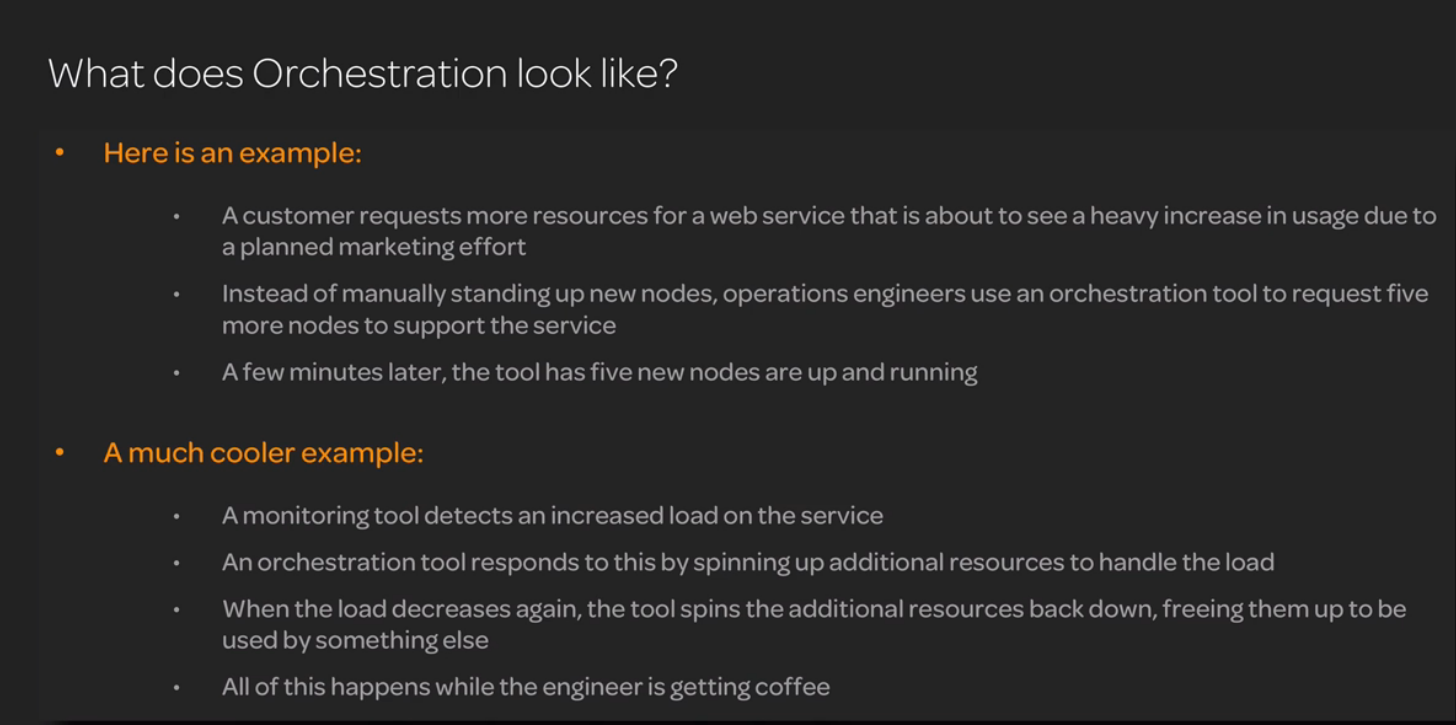 What does Orchestration look like?
• Here is an example:
• A customer requests more resources for a web service that is about to see a heavy increase in usage due to
a planned marketing effort
• Instead of manually standing up new nodes, operations engineers use an orchestration tool to request five
more nodes to support the service
• A few minutes later, the tool has five new nodes are up and running
• A much cooler example:
• A monitoring tool detects an increased load on the service
• An orchestration tool responds to this by spinning up additional resources to handle the load
• When the load decreases again, the tool spins the additional resources back down, freeing them up to be
used by something else
• All of this happens while the engineer is getting coffee